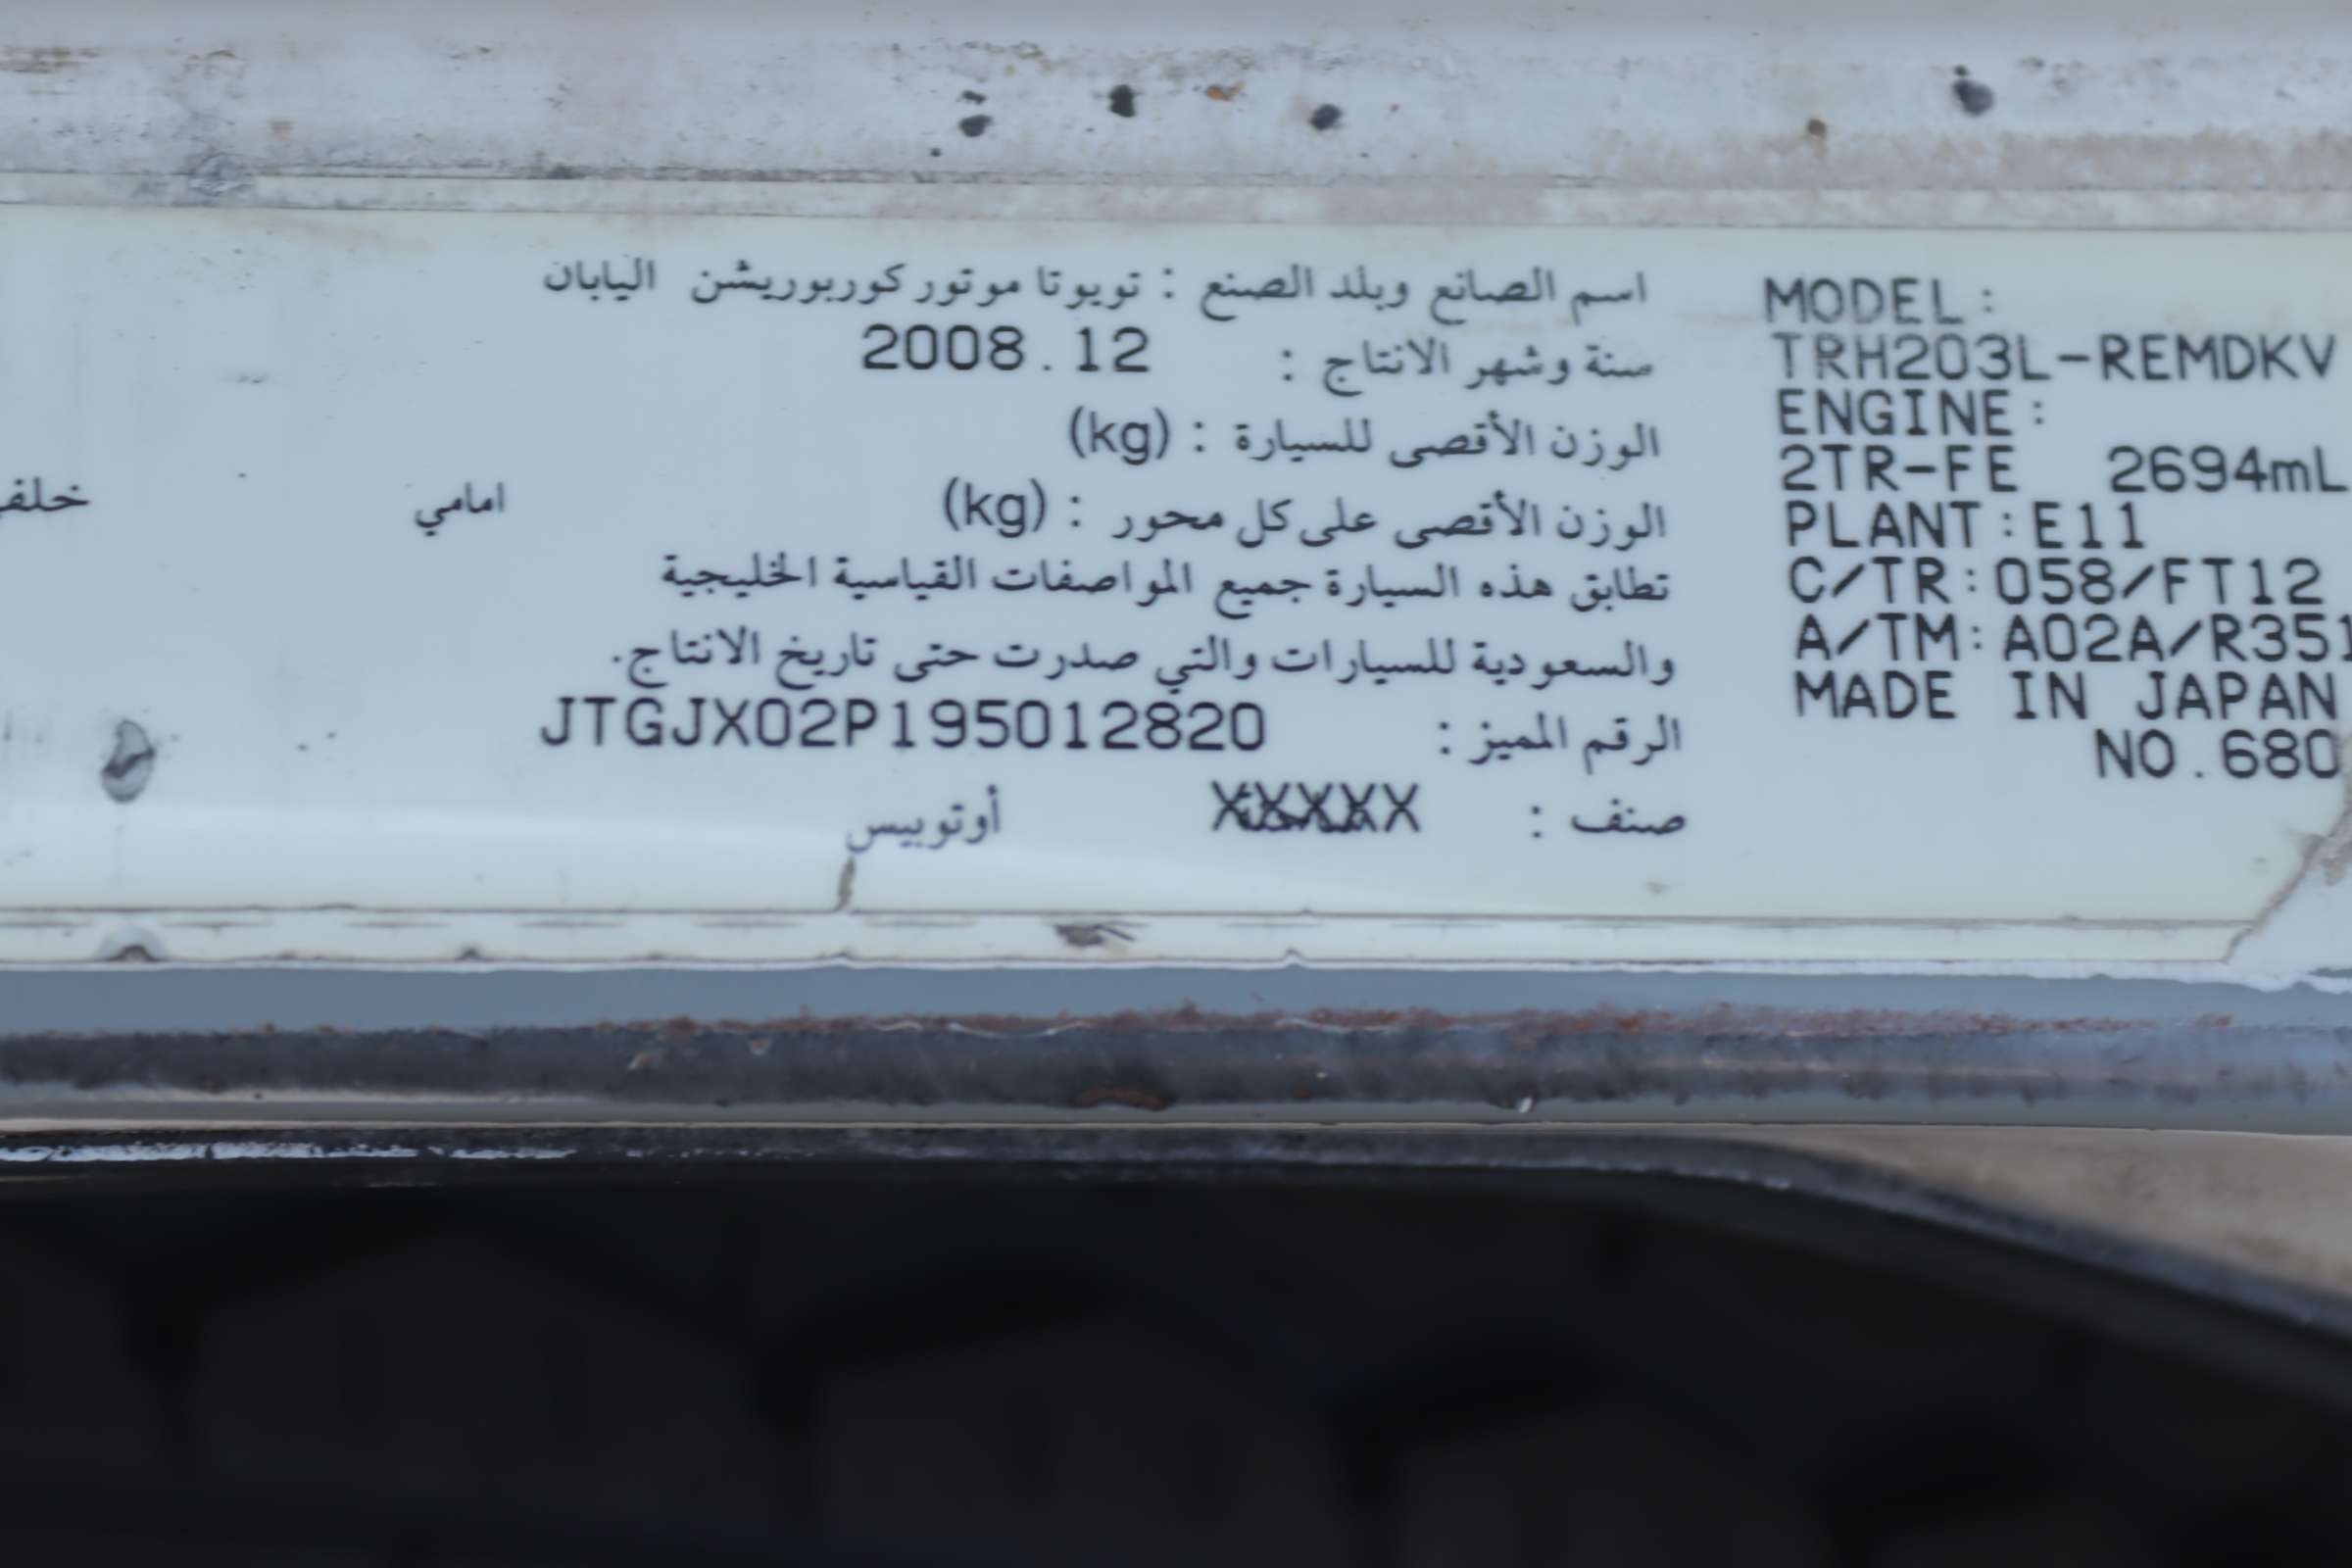 اسم الصانع وبلد الصنع : تويوتا موتور كوربوريشن اليابان
سنة وشهر الانتاج : 2008.12
الوزن الأقصى للسيارة : (kg)
الوزن الأقصى على كل محور : (kg) امامي
تطابق هذه السيارة جميع المواصفات القياسية الخليجية
والسعودية للسيارات والتي صدرت حتى تاريخ الانتاج.
الرقم المميز : JTGJX02P195012820
صنف : XXXXX أوتوبيس
MODEL:
TRH203L-REMDKV
ENGINE:
2TR-FE 2694mL
PLANT:E11
C/TR:058/FT12
A/TM:A02A/R351
MADE IN JAPAN
NO.680